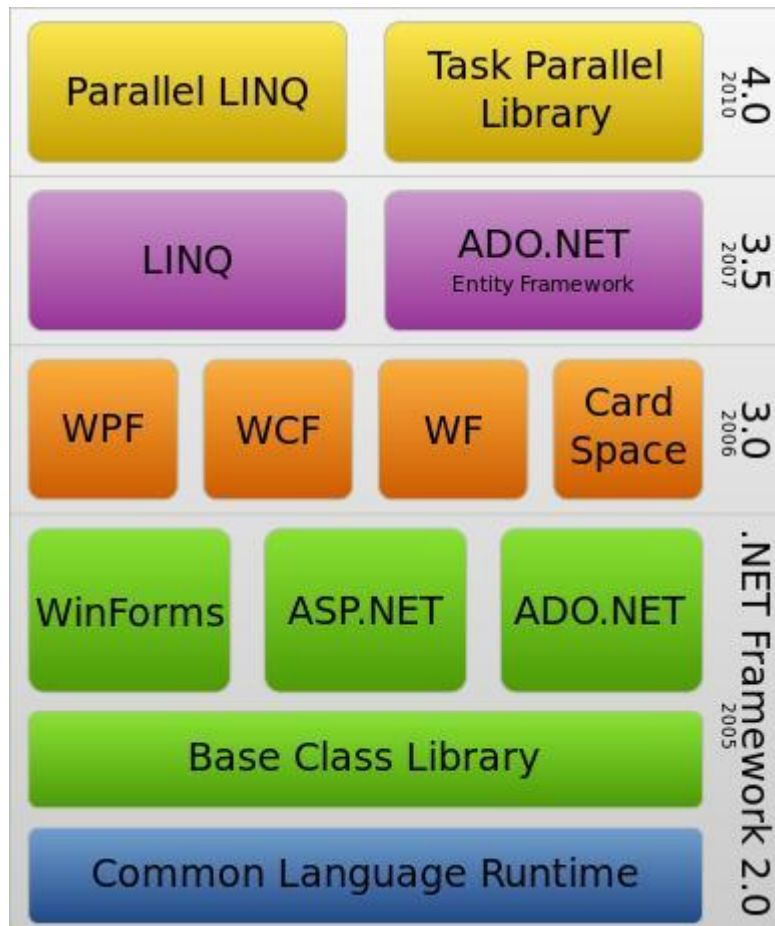 Parallel LINQ
Task Parallel
Library
4.0
2010
LINQ
ADO.NET
Entity Framework
3.5
2007
WPF
WCF
WF
Card
Space
3.0
2006
WinForms
ASP.NET
ADO.NET
Base Class Library
Common Language Runtime
.NET Framework 2.0
2005